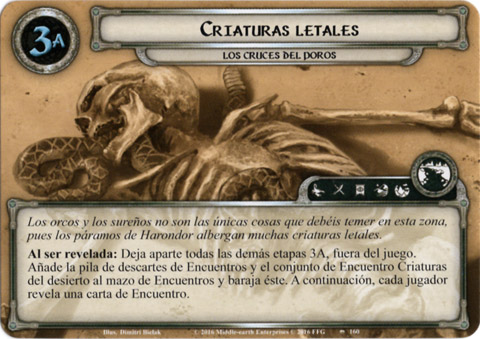 3A
CRIATURAS LETALES
LOS CRUCES DEL POROS
Los orcos y los sureños no son las únicas cosas que debéis temer en esta zona,
pues los páramos de Harondor albergan muchas criaturas letales.
Al ser revelada: Deja aparte todas las demás etapas 3A, fuera del juego.
Añade la pila de descartes de Encuentros y el conjunto de Encuentro Criaturas
del desierto al mazo de Encuentros y baraja éste. A continuación, cada jugador
revela una carta de Encuentro.
Ilus. Dimitri Bielak © 2016 Middle-earth Enterprises © 2016 FFG 160